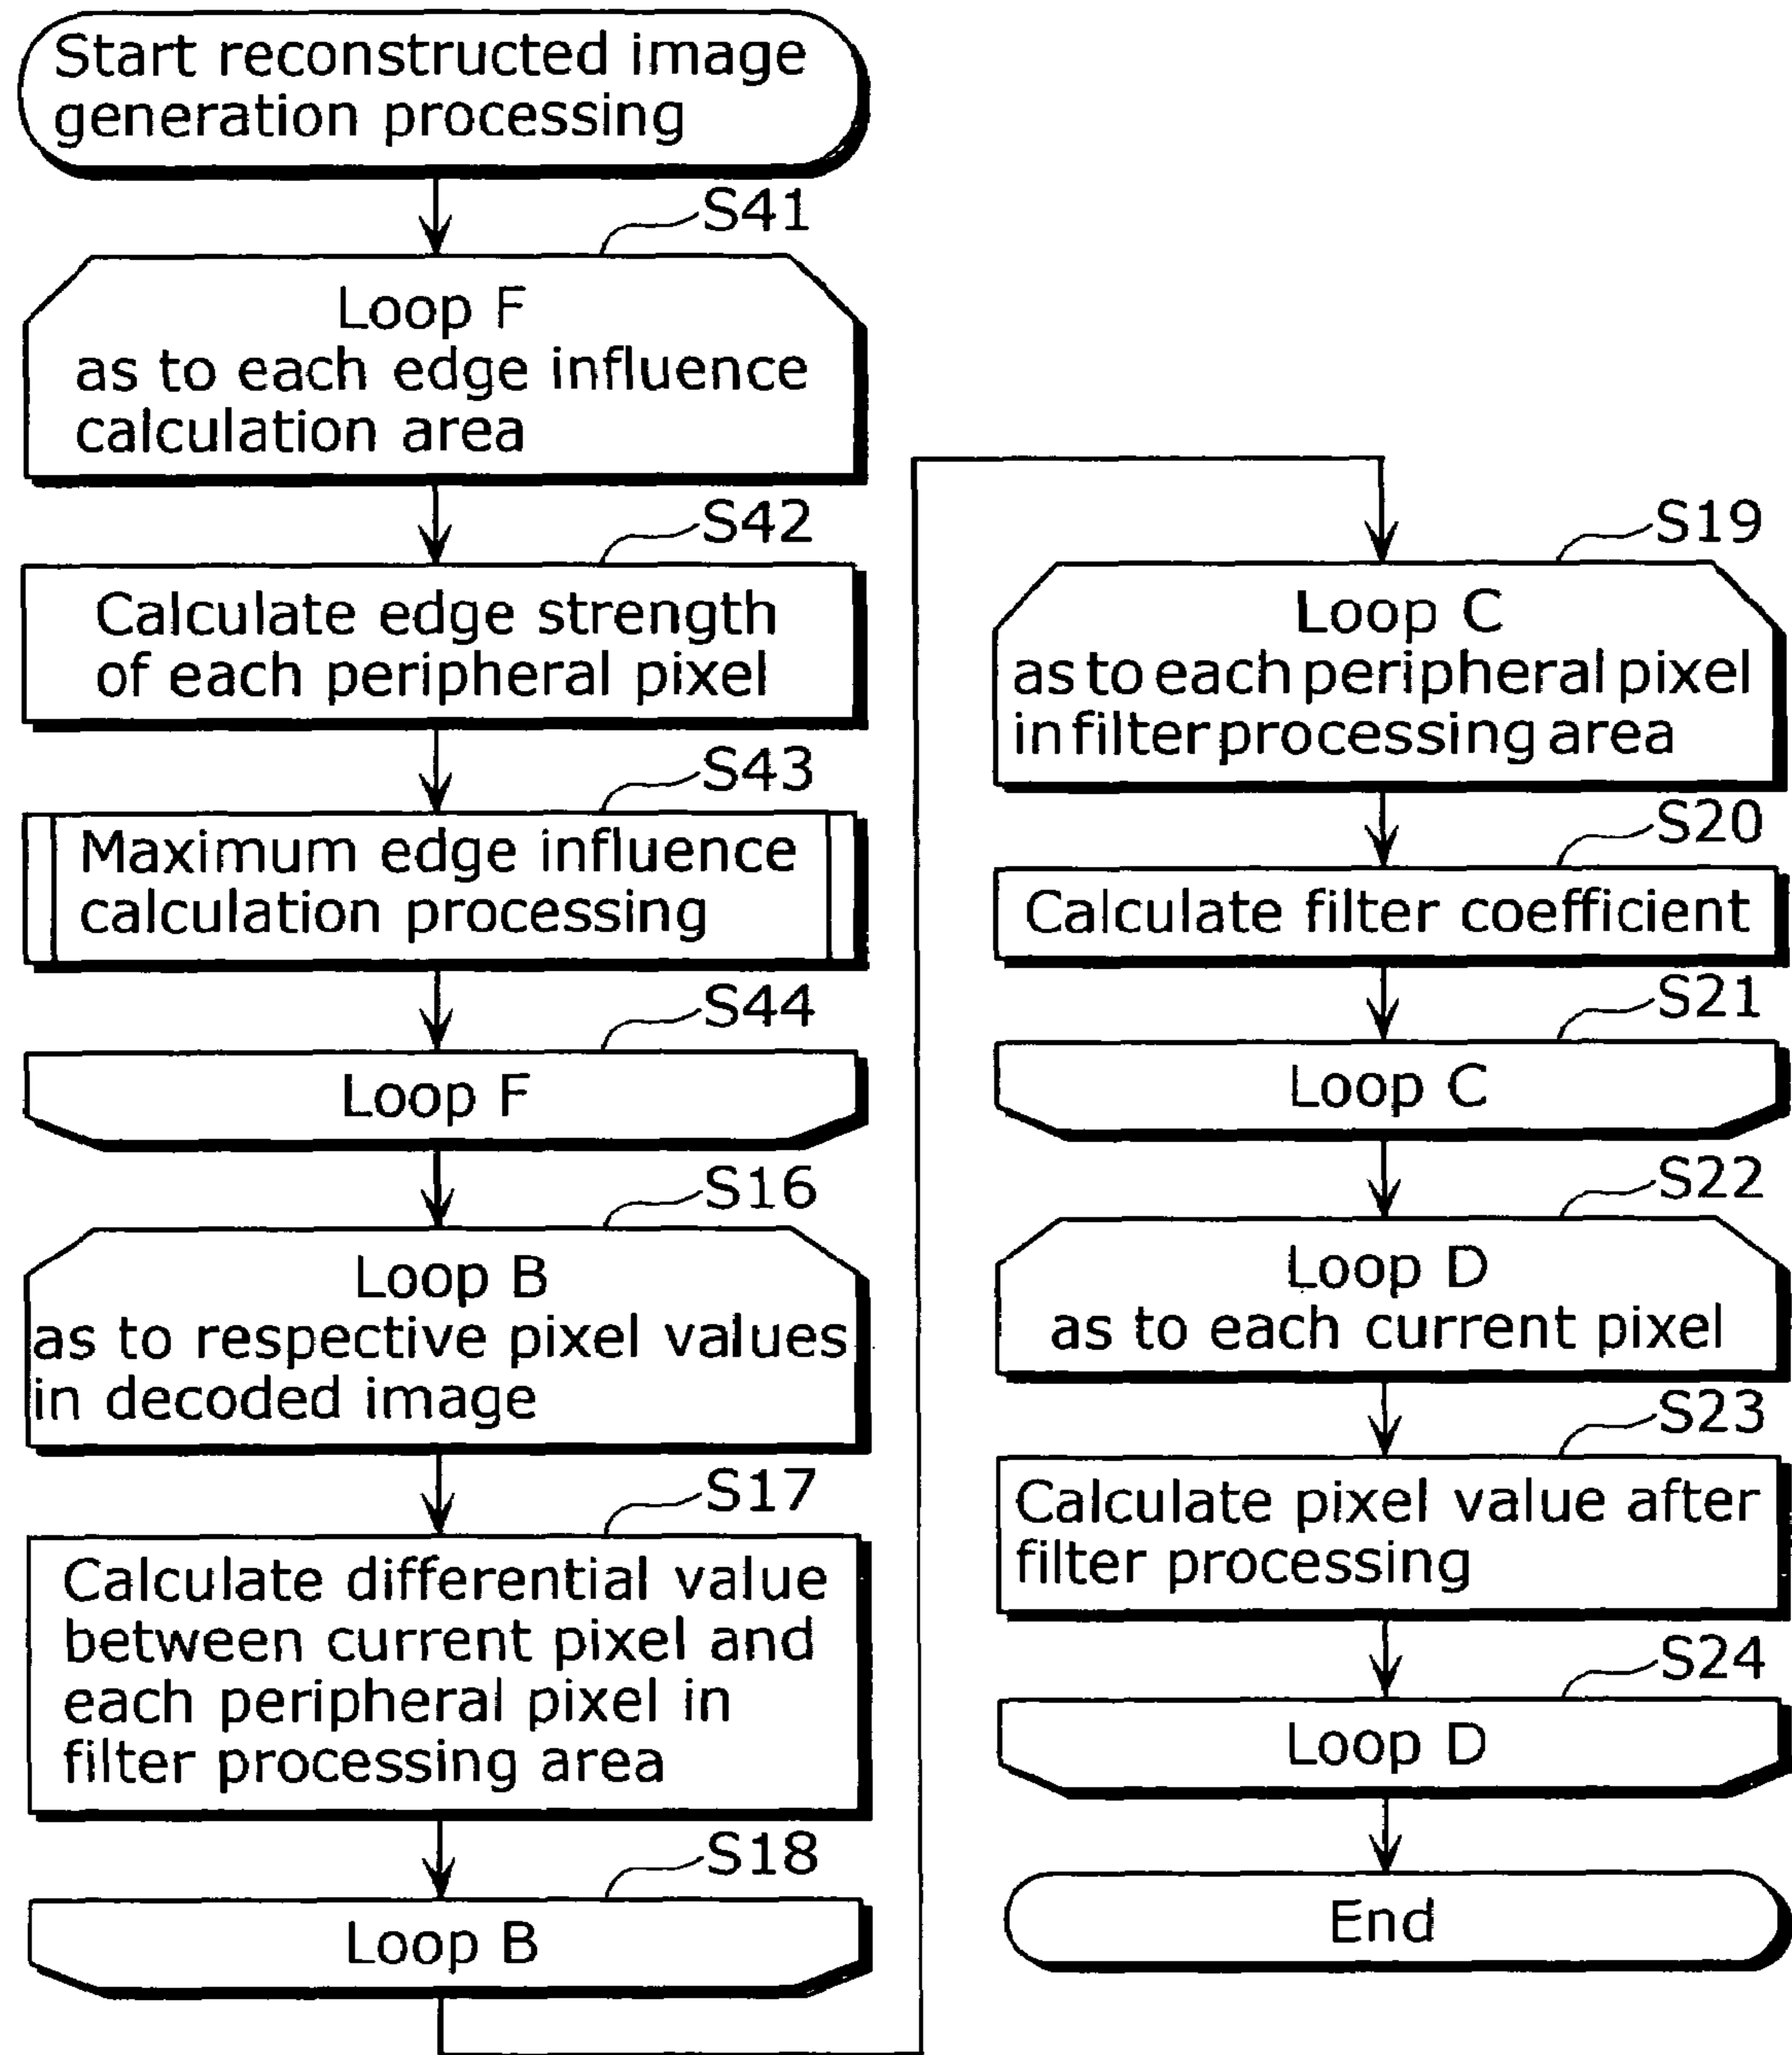 Start reconstructed image
generation processing
S41
Loop F
as to each edge influence
calculation area
S42
Calculate edge strength
of each peripheral pixel
S43
Maximum edge influence
calculation processing
S44
Loop F
S16
Loop B
as to respective pixel values
in decoded image
S17
Calculate differential value
between current pixel and
each peripheral pixel in
filter processing area
S18
Loop B
S19
Loop C
as to each peripheral pixel
in filter processing area
S20
Calculate filter coefficient
S21
Loop C
S22
Loop D
as to each current pixel
S23
Calculate pixel value after
filter processing
S24
Loop D
End